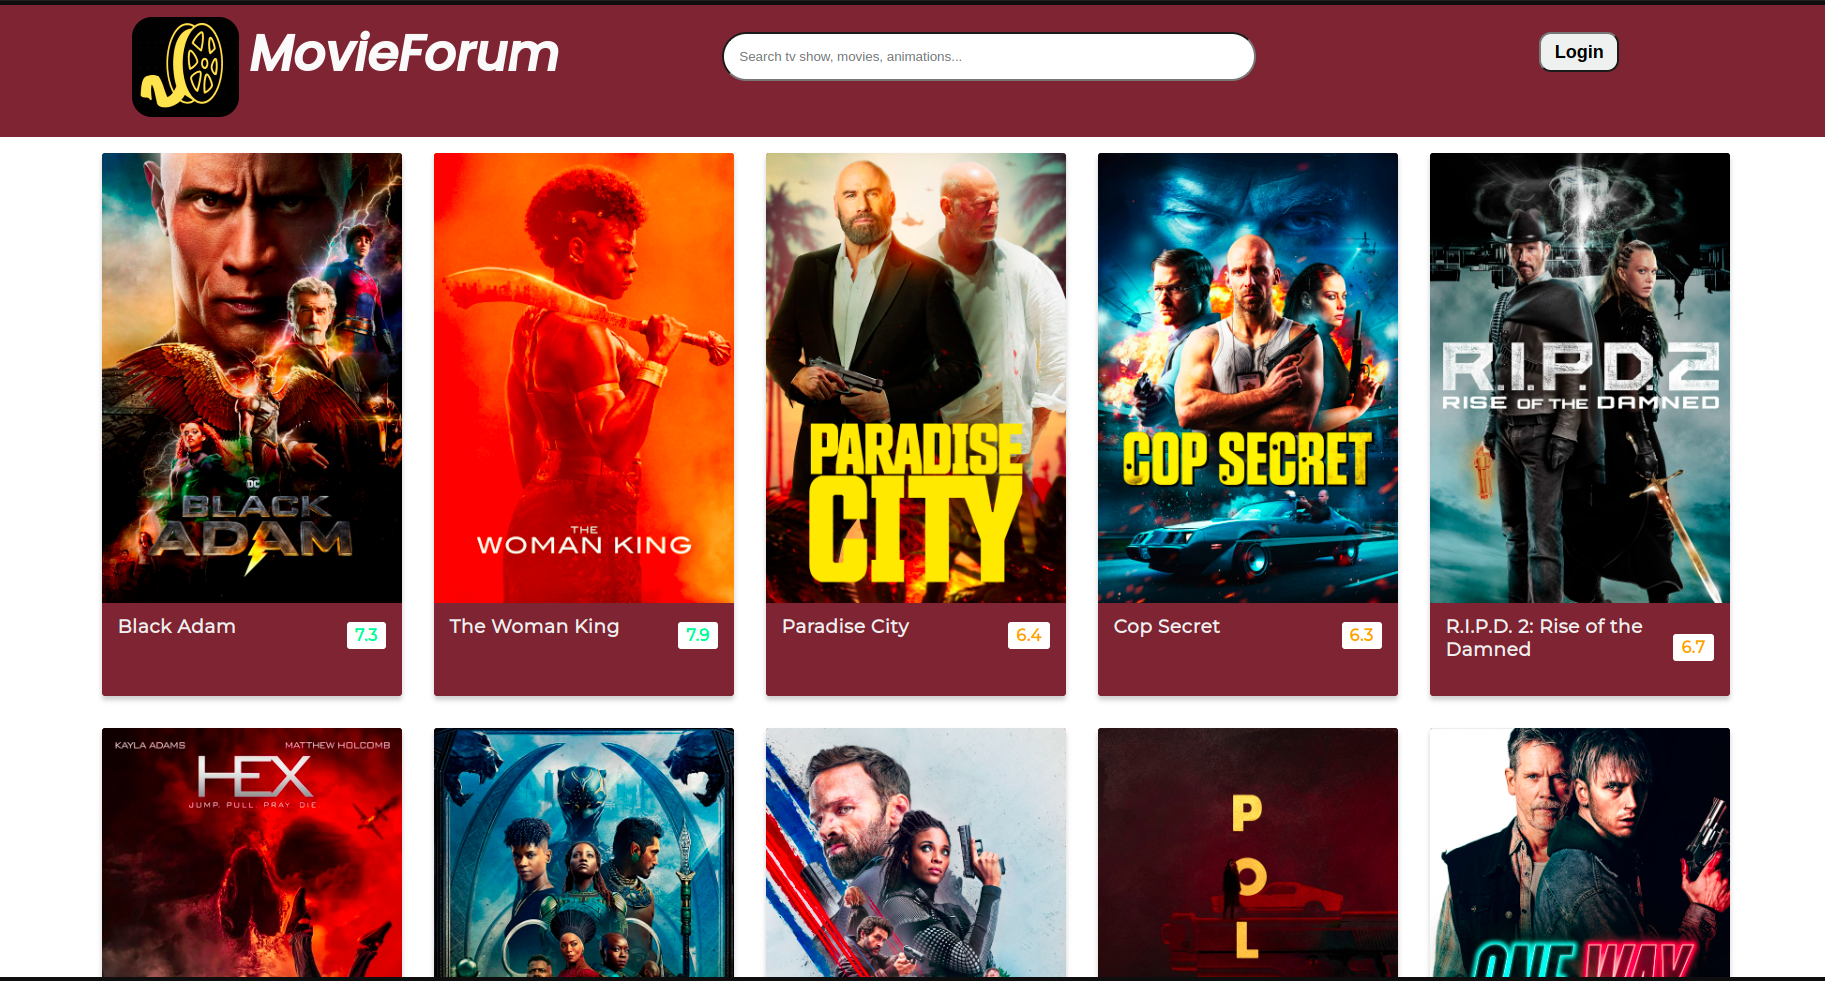 MovieForum
Search tv show, movies, animations...
Login
DC
BLACK
ADAM
THE
WOMAN KING
PARADISE
CITY
COP SECRET
R.I.P.D.2
RISE OF THE DAMNED
Black Adam
7.3
The Woman King
7.9
Paradise City
6.4
Cop Secret
6.3
R.I.P.D. 2: Rise of the
Damned
6.7
KAYLA ADAMS
MATTHEW HOLCOMB
HEX
JUMP. PULL. PRAY. DIE
P
O
L
ONE WAY